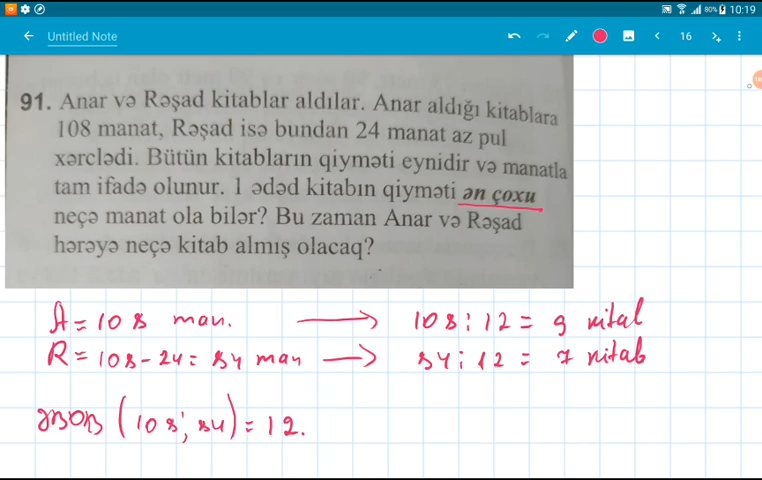 80% 10:19
Untitled Note
16
91. Anar və Rəşad kitablar aldılar. Anar aldığı kitablara
108 manat, Rəşad isə bundan 24 manat az pul
xərclədi. Bütün kitabların qiyməti eynidir və manatla
tam ifadə olunur. 1 ədəd kitabın qiyməti ən çoxu
neçə manat ola bilər? Bu zaman Anar və Rəşad
hərəyə neçə kitab almış olacaq?
A = 108 man. → 108 : 12 = 9 kitab
R = 108 - 24 = 84 man → 84 : 12 = 7 kitab
ƏBOB (108; 84) = 12.